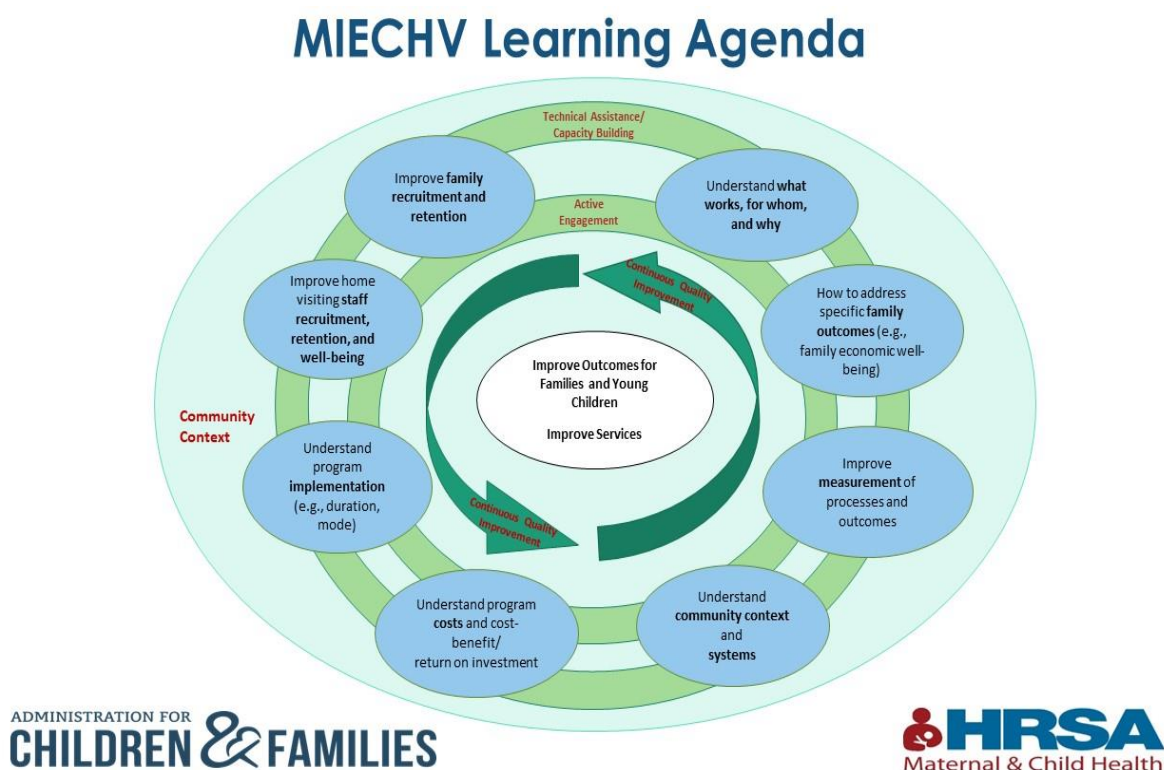 MIECHV Learning Agenda
Technical Assistance/
Capacity Building
Improve family
recruitment and
retention
Active
Engagement
Understand what
works, for whom,
and why
Improve home
visiting staff
recruitment,
retention, and
well-being
Continuous Quality
Improvement
How to address
specific family
outcomes (e.g.,
family economic well-
being)
Improve Outcomes for
Families and Young
Children
Improve Services
Community
Context
Understand
program
implementation
(e.g., duration,
mode)
Improve
measurement of
processes and
outcomes
Continuous Quality
Improvement
Understand program
costs and cost-
benefit/
return on investment
Understand
community context
and
systems
ADMINISTRATION FOR
CHILDREN & FAMILIES
HRSA
Maternal & Child Health